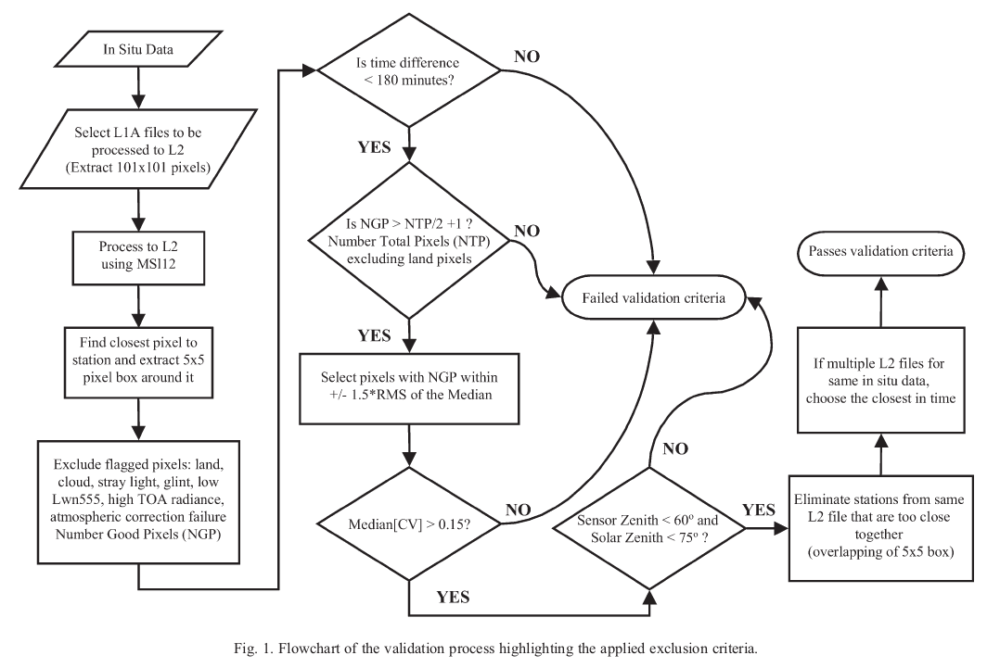 In Situ Data
Select L1A files to be
processed to L2
(Extract 101x101 pixels)
Process to L2
using MSl12
Find closest pixel to
station and extract 5x5
pixel box around it
Exclude flagged pixels: land,
cloud, stray light, glint, low
Lwn555, high TOA radiance,
atmospheric correction failure
Number Good Pixels (NGP)
Is time difference
< 180 minutes?
NO
YES
Is NGP > NTP/2 +1 ?
Number Total Pixels (NTP)
excluding land pixels
NO
YES
Select pixels with NGP within
+/- 1.5*RMS of the Median
Median[CV] > 0.15?
NO
YES
Failed validation criteria
Sensor Zenith < 60º and
Solar Zenith < 75º ?
NO
YES
Eliminate stations from same
L2 file that are too close
together
(overlapping of 5x5 box)
If multiple L2 files for
same in situ data,
choose the closest in time
Passes validation criteria
Fig. 1. Flowchart of the validation process highlighting the applied exclusion criteria.